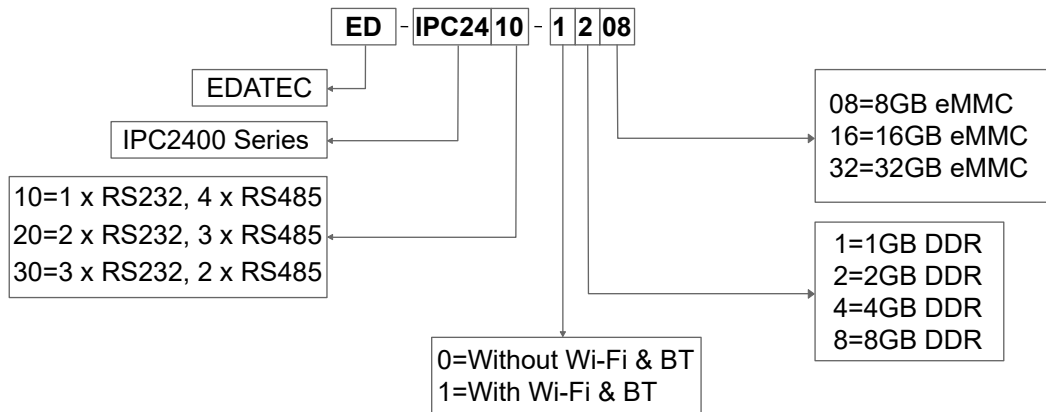 ED - IPC24 10 - 1 2 08
EDATEC
IPC2400 Series
10=1 x RS232, 4 x RS485
20=2 x RS232, 3 x RS485
30=3 x RS232, 2 x RS485
0=Without Wi-Fi & BT
1=With Wi-Fi & BT
08=8GB eMMC
16=16GB eMMC
32=32GB eMMC
1=1GB DDR
2=2GB DDR
4=4GB DDR
8=8GB DDR